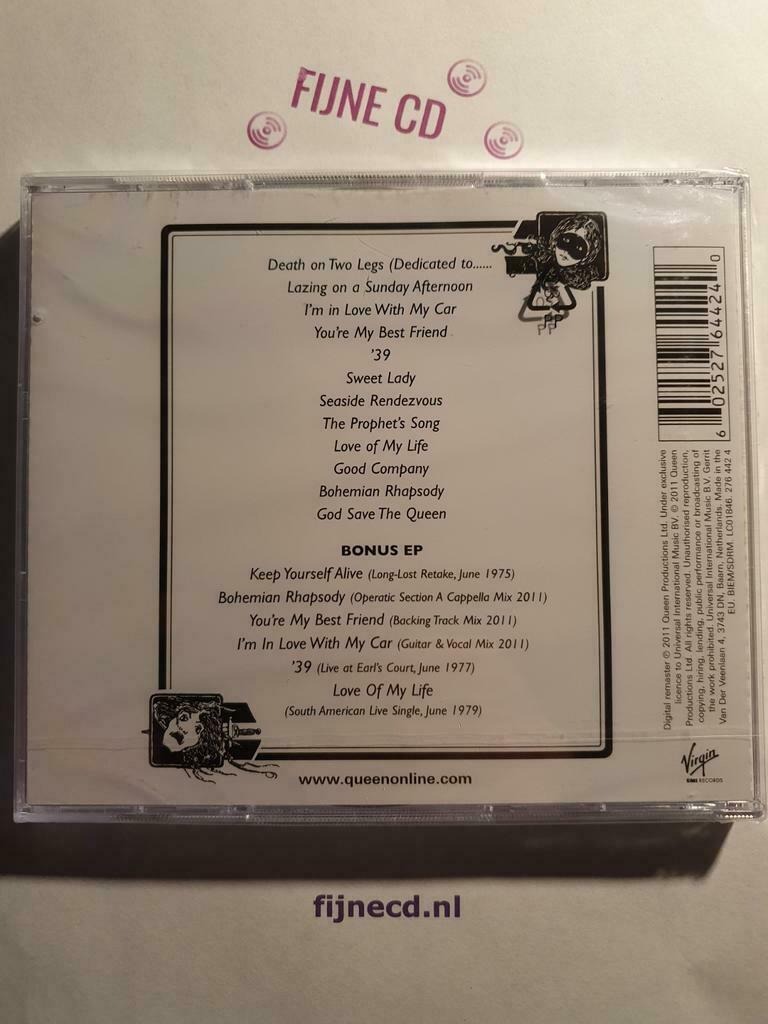 FIJNE CD
Death on Two Legs (Dedicated to......
Lazing on a Sunday Afternoon
I'm in Love With My Car
You're My Best Friend
'39
Sweet Lady
Seaside Rendezvous
The Prophet's Song
Love of My Life
Good Company
Bohemian Rhapsody
God Save The Queen
BONUS EP
Keep Yourself Alive (Long-Lost Retake, June 1975)
Bohemian Rhapsody (Operatic Section A Cappella Mix 2011)
You're My Best Friend (Backing Track Mix 2011)
I'm In Love With My Car (Guitar & Vocal Mix 2011)
'39 (Live at Earl's Court, June 1977)
Love Of My Life
(South American Live Single, June 1979)
www.queenonline.com
6 02527 64424 0
Digital remaster ℗ 2011 Queen Productions Ltd. Under exclusive
licence to Universal International Music BV. © 2011 Queen
Productions Ltd. All rights reserved. Unauthorised reproduction,
copying, hiring, lending, public performance or broadcasting of
the work prohibited. Universal International Music B.V. Gerrit
Van Der Veenlaan 4, 3743 DN, Baarn, Netherlands. Made in the
EU. BIEM/SDRM. LC01846. 276 442 4
Virgin
EMI RECORDS
fijnecd.nl